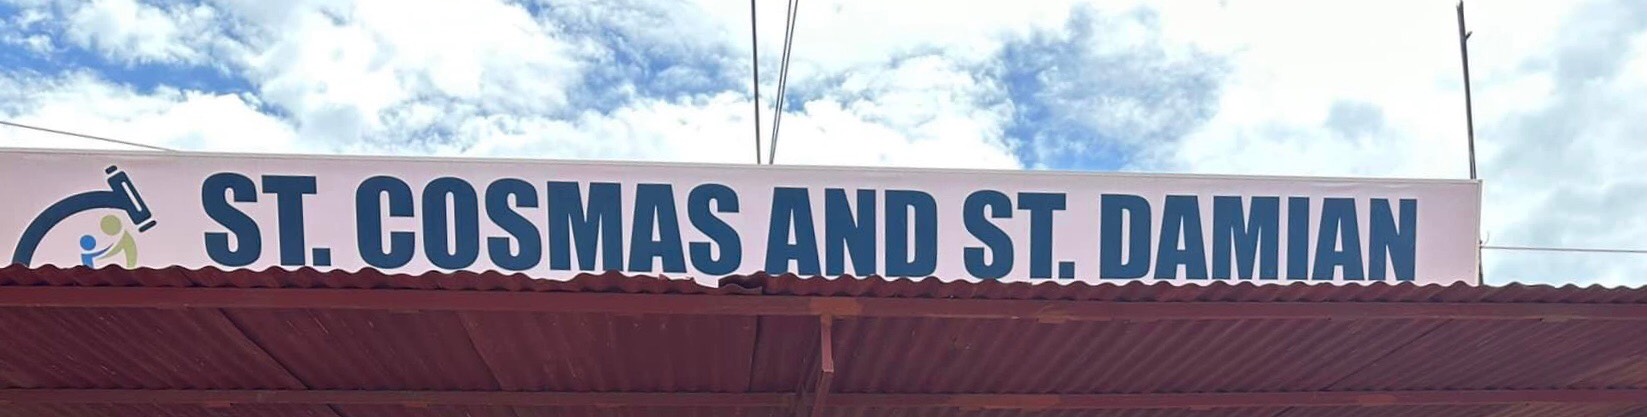 ST. COSMAS AND ST. DAMIAN